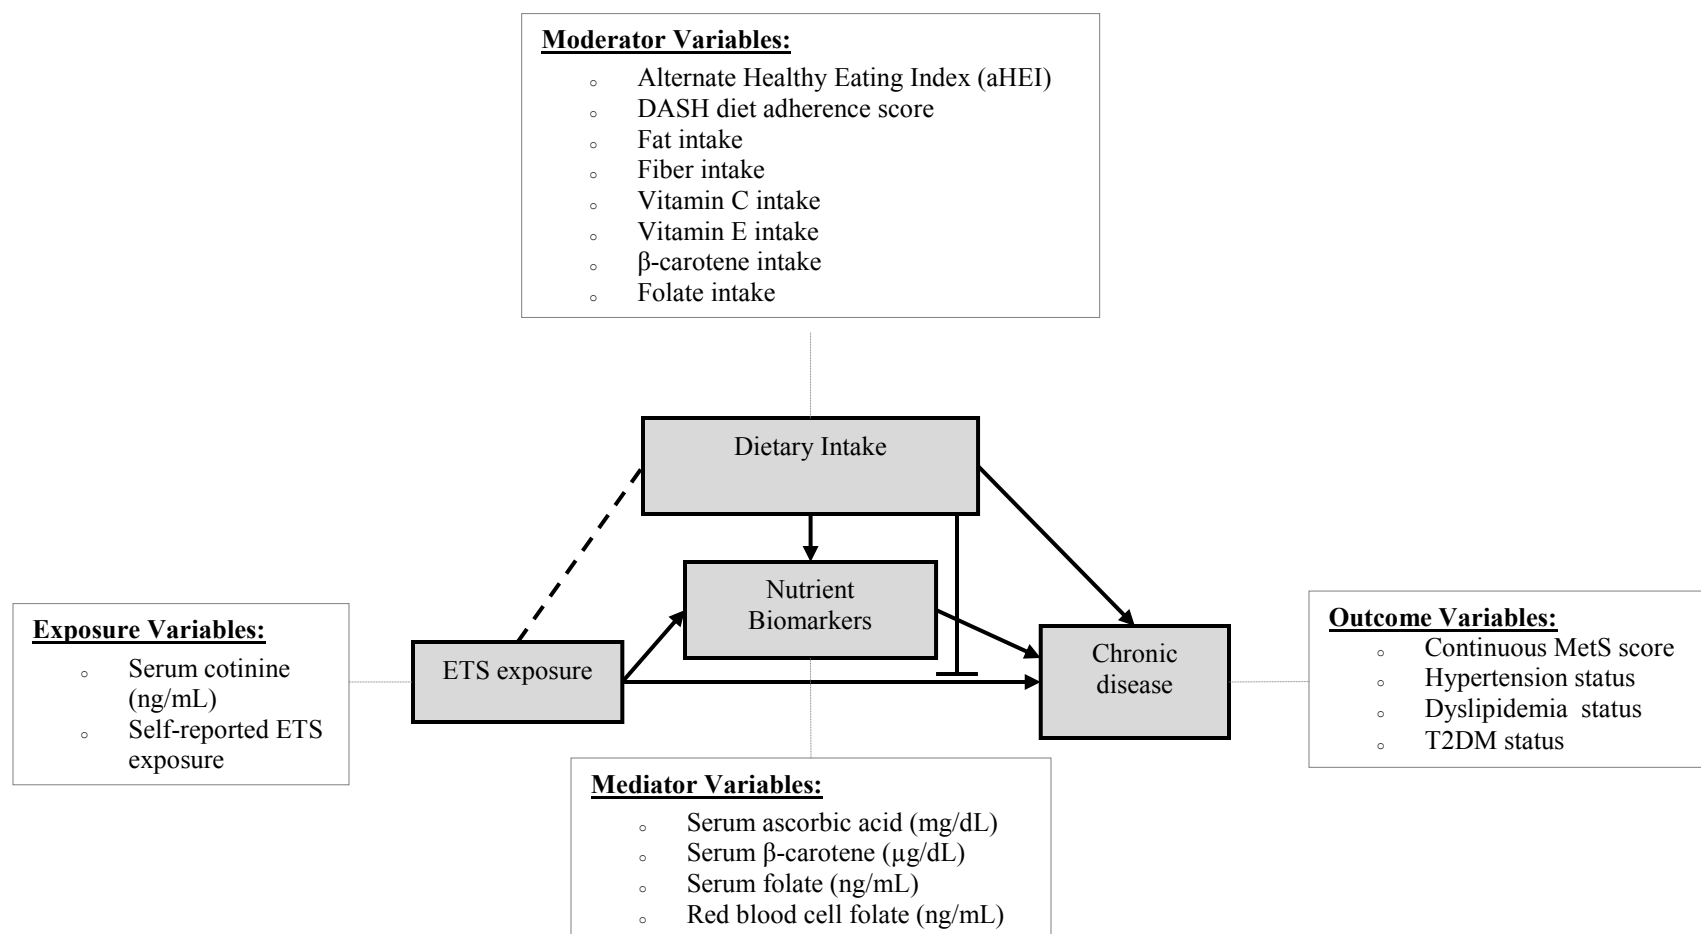 Moderator Variables:
○ Alternate Healthy Eating Index (aHEI)
○ DASH diet adherence score
○ Fat intake
○ Fiber intake
○ Vitamin C intake
○ Vitamin E intake
○ β-carotene intake
○ Folate intake
Dietary Intake
Nutrient
Biomarkers
ETS exposure
Chronic
disease
Exposure Variables:
○ Serum cotinine
(ng/mL)
○ Self-reported ETS
exposure
Outcome Variables:
○ Continuous MetS score
○ Hypertension status
○ Dyslipidemia status
○ T2DM status
Mediator Variables:
○ Serum ascorbic acid (mg/dL)
○ Serum β-carotene (µg/dL)
○ Serum folate (ng/mL)
○ Red blood cell folate (ng/mL)